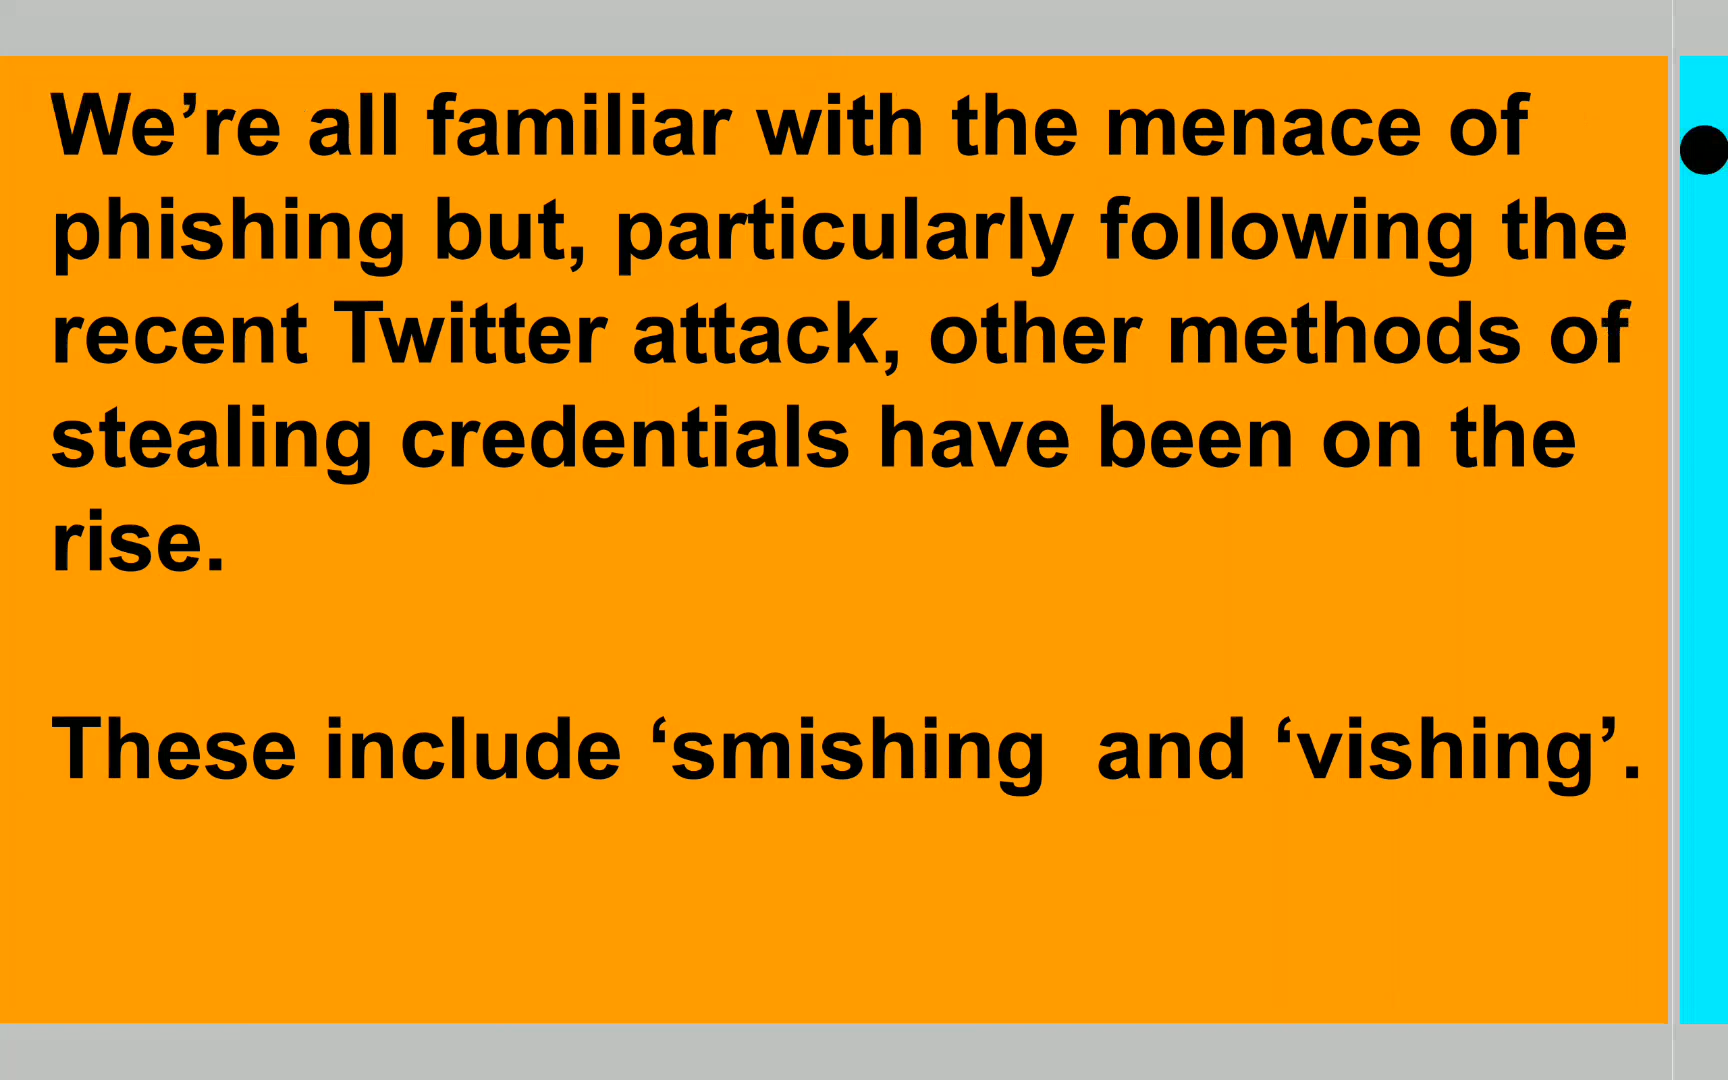 We’re all familiar with the menace of
phishing but, particularly following the
recent Twitter attack, other methods of
stealing credentials have been on the
rise.
These include ‘smishing  and ‘vishing’.